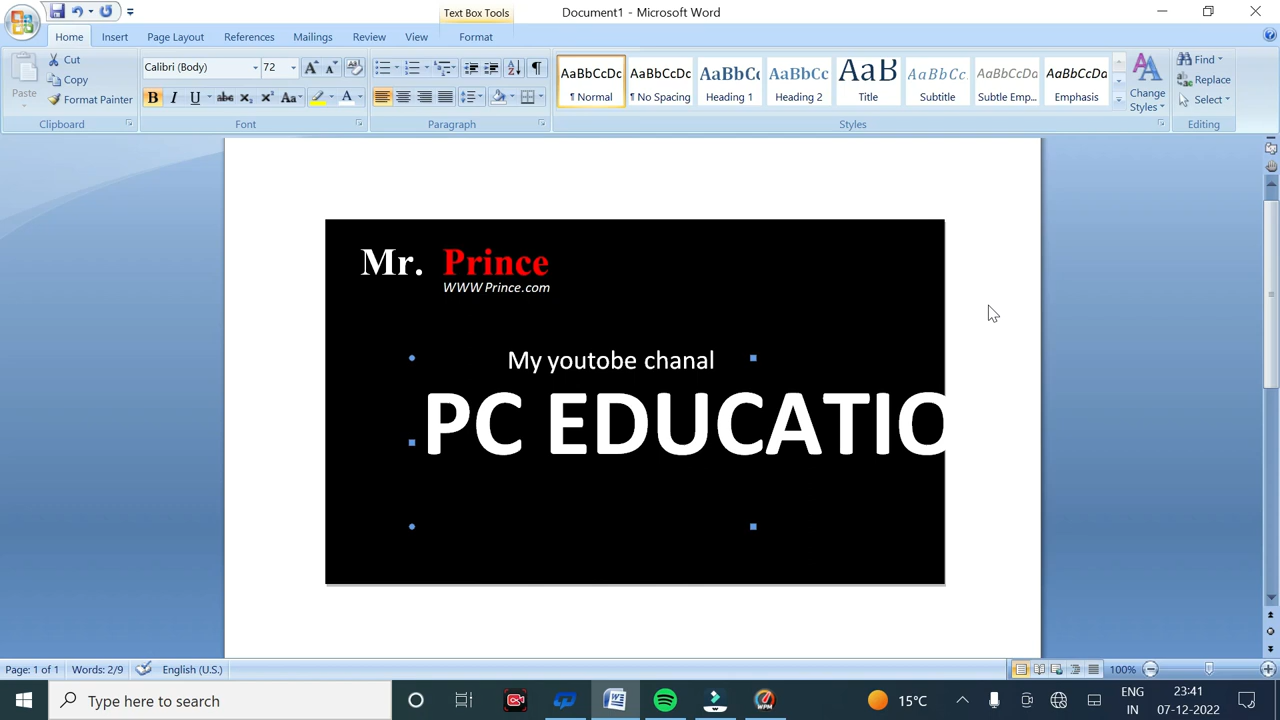 Text Box Tools
Document1 - Microsoft Word
Home Insert Page Layout References Mailings Review View Format
Paste
Cut
Copy
Format Painter
Clipboard
Calibri (Body) 72
Font
Paragraph
AaBbCcDc AaBbCcDc AaBbC AaBbCc AaB AaBbCc. AaBbCcDa AaBbCcDc
¶ Normal ¶ No Spacing Heading 1 Heading 2 Title Subtitle Subtle Emp... Emphasis
Change Styles
Styles
Find
Replace
Select
Editing
Mr. Prince
WWW Prince.com
My youtobe chanal
PC EDUCATIO
Page: 1 of 1 Words: 2/9 English (U.S.) 100%
Type here to search
WPM
15°C
ENG
IN
23:41
07-12-2022